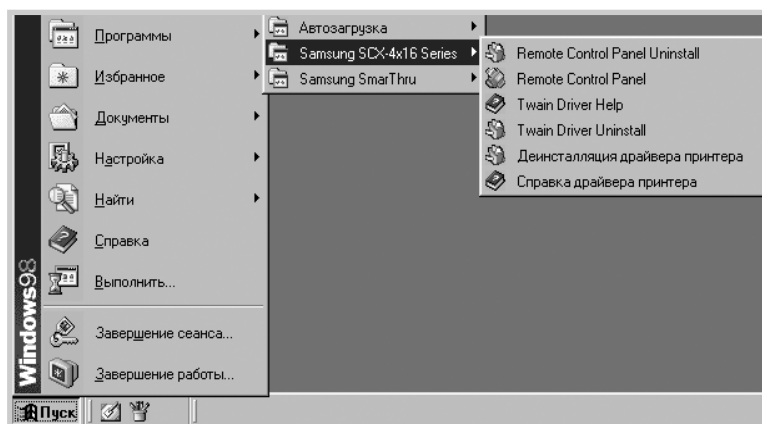 Программы
Избранное
Документы
Настройка
Найти
Справка
Выполнить...
Завершение сеанса...
Завершение работы...
Windows98
Пуск
Автозагрузка
Samsung SCX-4x16 Series
Samsung SmarThru
Remote Control Panel Uninstall
Remote Control Panel
Twain Driver Help
Twain Driver Uninstall
Деинсталляция драйвера принтера
Справка драйвера принтера